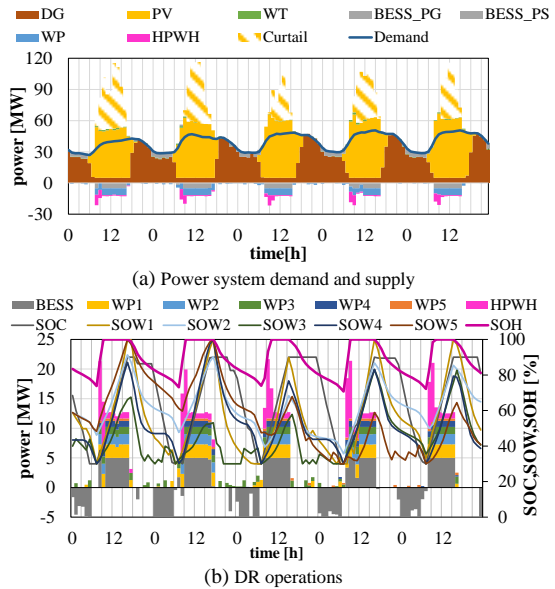 DG PV WT BESS_PG BESS_PS
WP HPWH Curtail Demand
120
90
60
30
0
-30
power [MW]
0 12 0 12 0 12 0 12 0 12
time[h]
(a) Power system demand and supply
BESS WP1 WP2 WP3 WP4 WP5 HPWH
SOC SOW1 SOW2 SOW3 SOW4 SOW5 SOH
25 100
20 80
15 60
10 40
5
0 20
-5 0
power [MW]
SOC,SOW,SOH [%]
0 12 0 12 0 12 0 12 0 12
time [h]
(b) DR operations